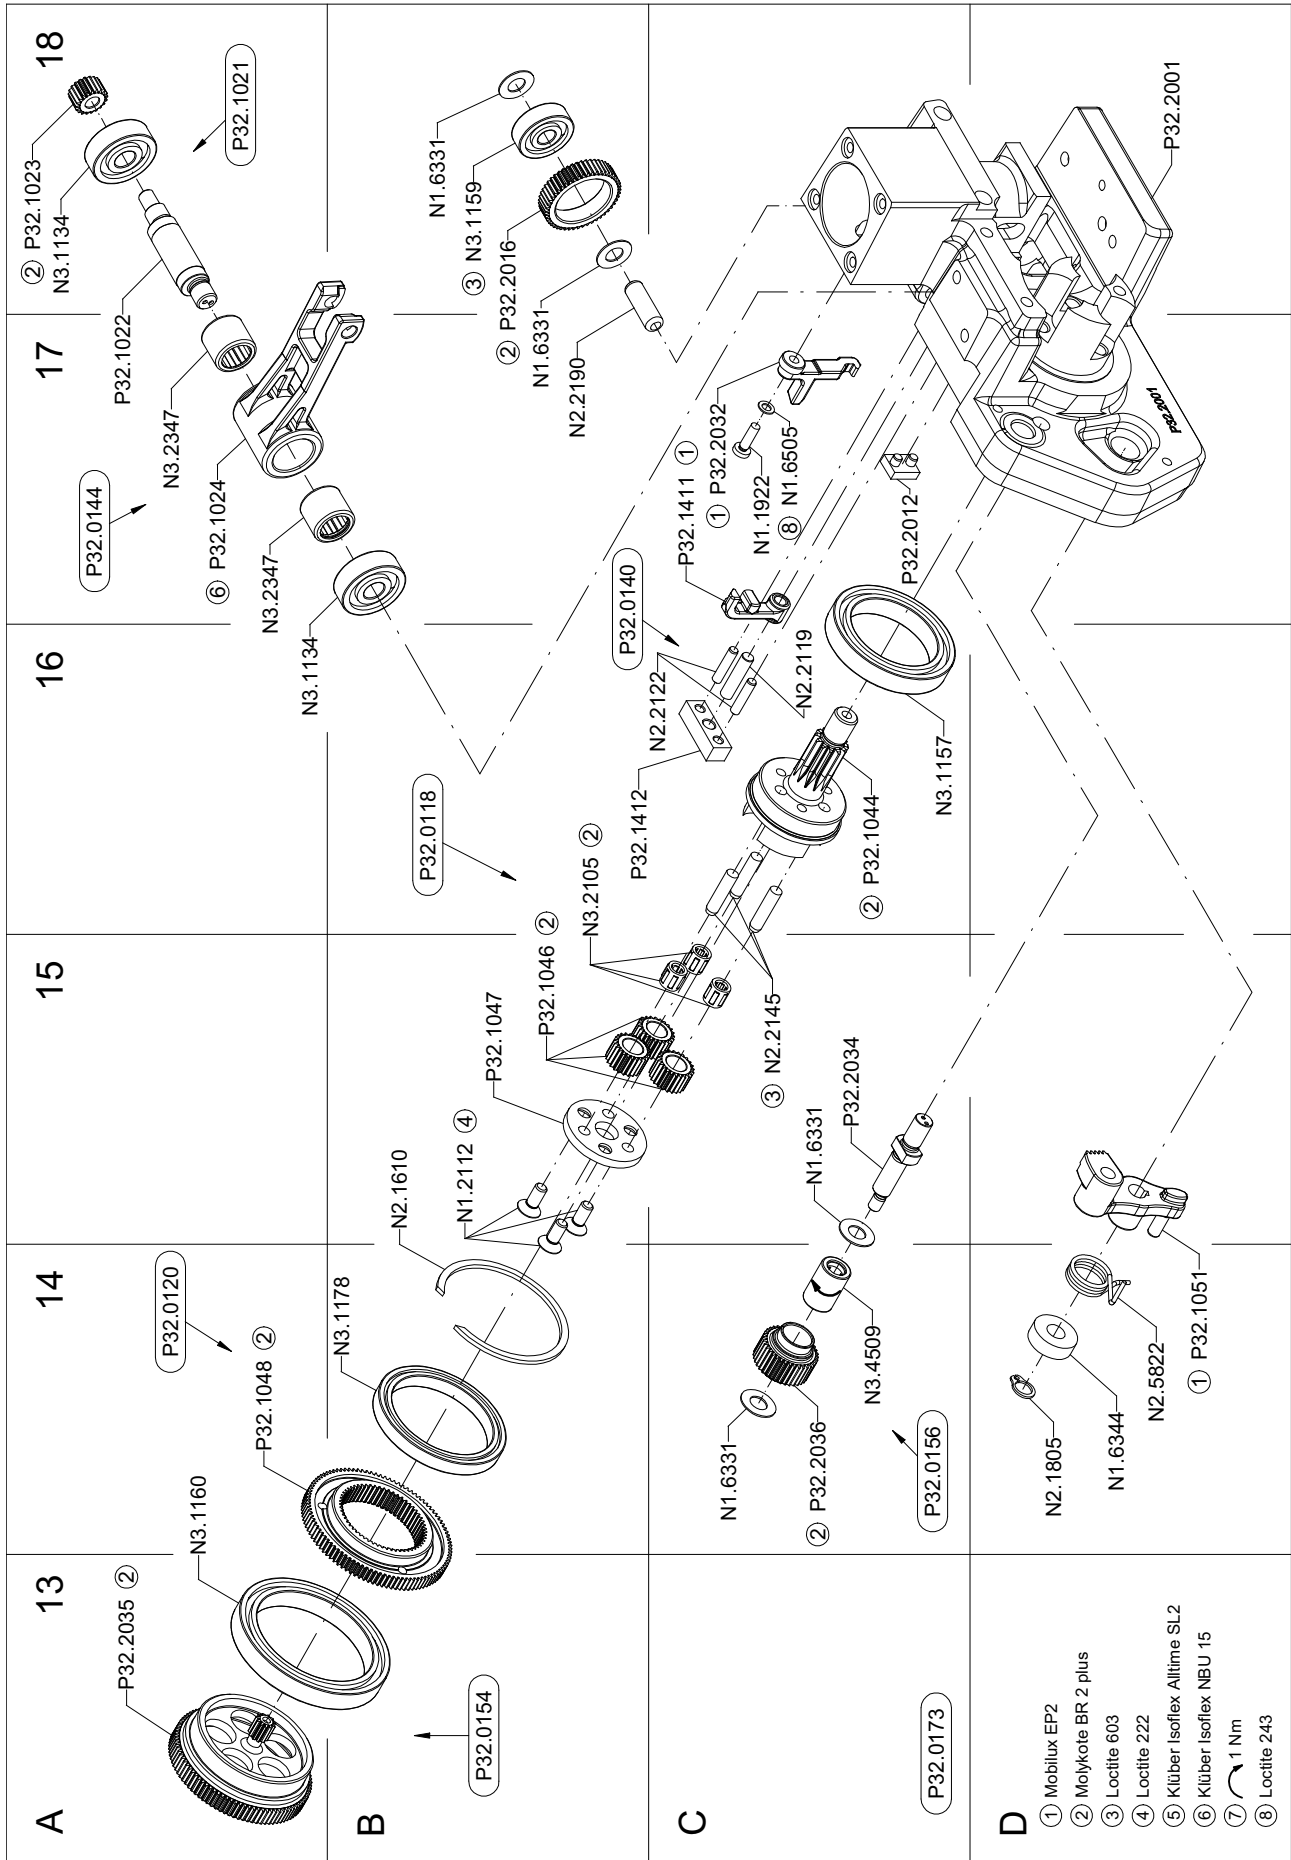 A
B
C
D
13
14
15
16
17
18
P32.2035 ②
N3.1160
P32.0154
P32.1048 ②
P32.0120
N3.1178
N2.1610
N1.2112 ④
P32.1047
P32.1046 ②
N3.2105 ②
P32.0118
③ N2.2145
② P32.1044
N3.1157
P32.1412
N2.2122
N2.2119
P32.0140
P32.1411 ①
① P32.2032
N1.1922
⑧ N1.6505
P32.2012
N3.1134
N3.2347
⑥ P32.1024
P32.0144
N3.2347
P32.1022
② P32.1023
N3.1134
P32.1021
N2.2190
N1.6331
② P32.2016
③ N3.1159
N1.6331
P32.2001
P32.2001
N1.6331
② P32.2036
P32.0156
N3.4509
N1.6331
P32.2034
N2.1805
N1.6344
N2.5822
① P32.1051
P32.0173
① Mobilux EP2
② Molykote BR 2 plus
③ Loctite 603
④ Loctite 222
⑤ Klüber Isoflex Alltime SL2
⑥ Klüber Isoflex NBU 15
⑦ 1 Nm
⑧ Loctite 243